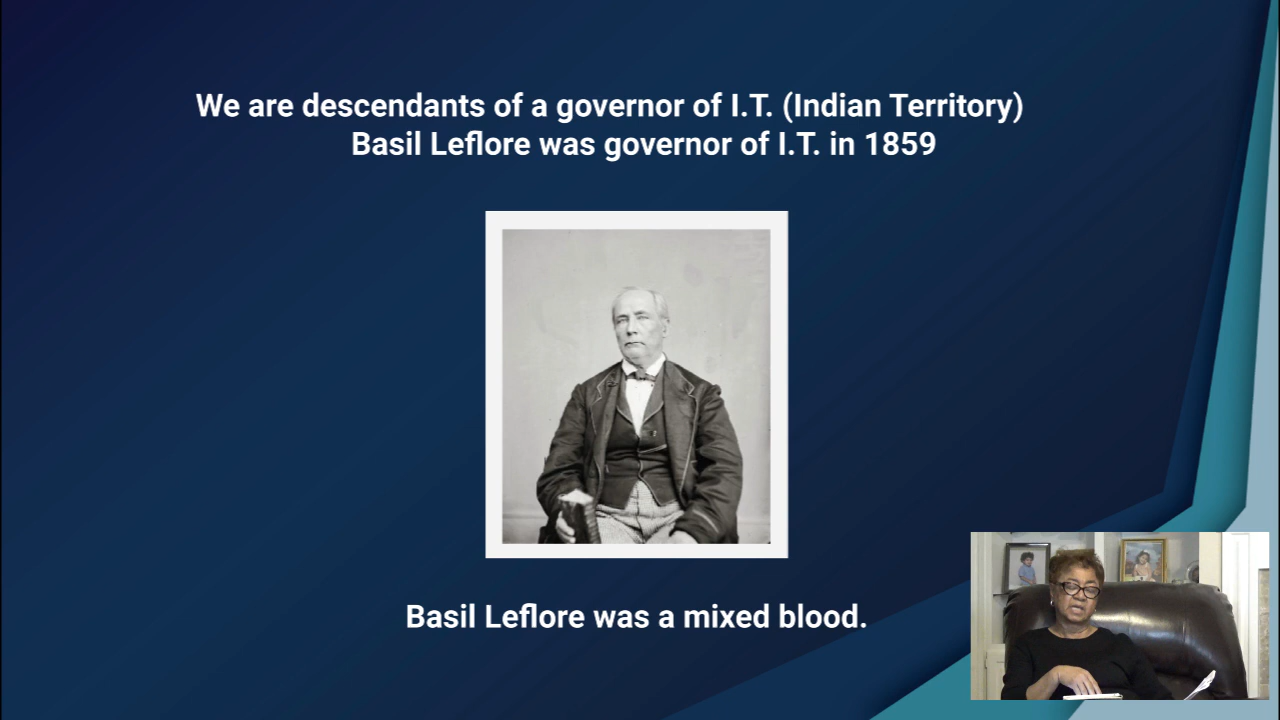 We are descendants of a governor of I.T. (Indian Territory)
Basil Leflore was governor of I.T. in 1859
Basil Leflore was a mixed blood.